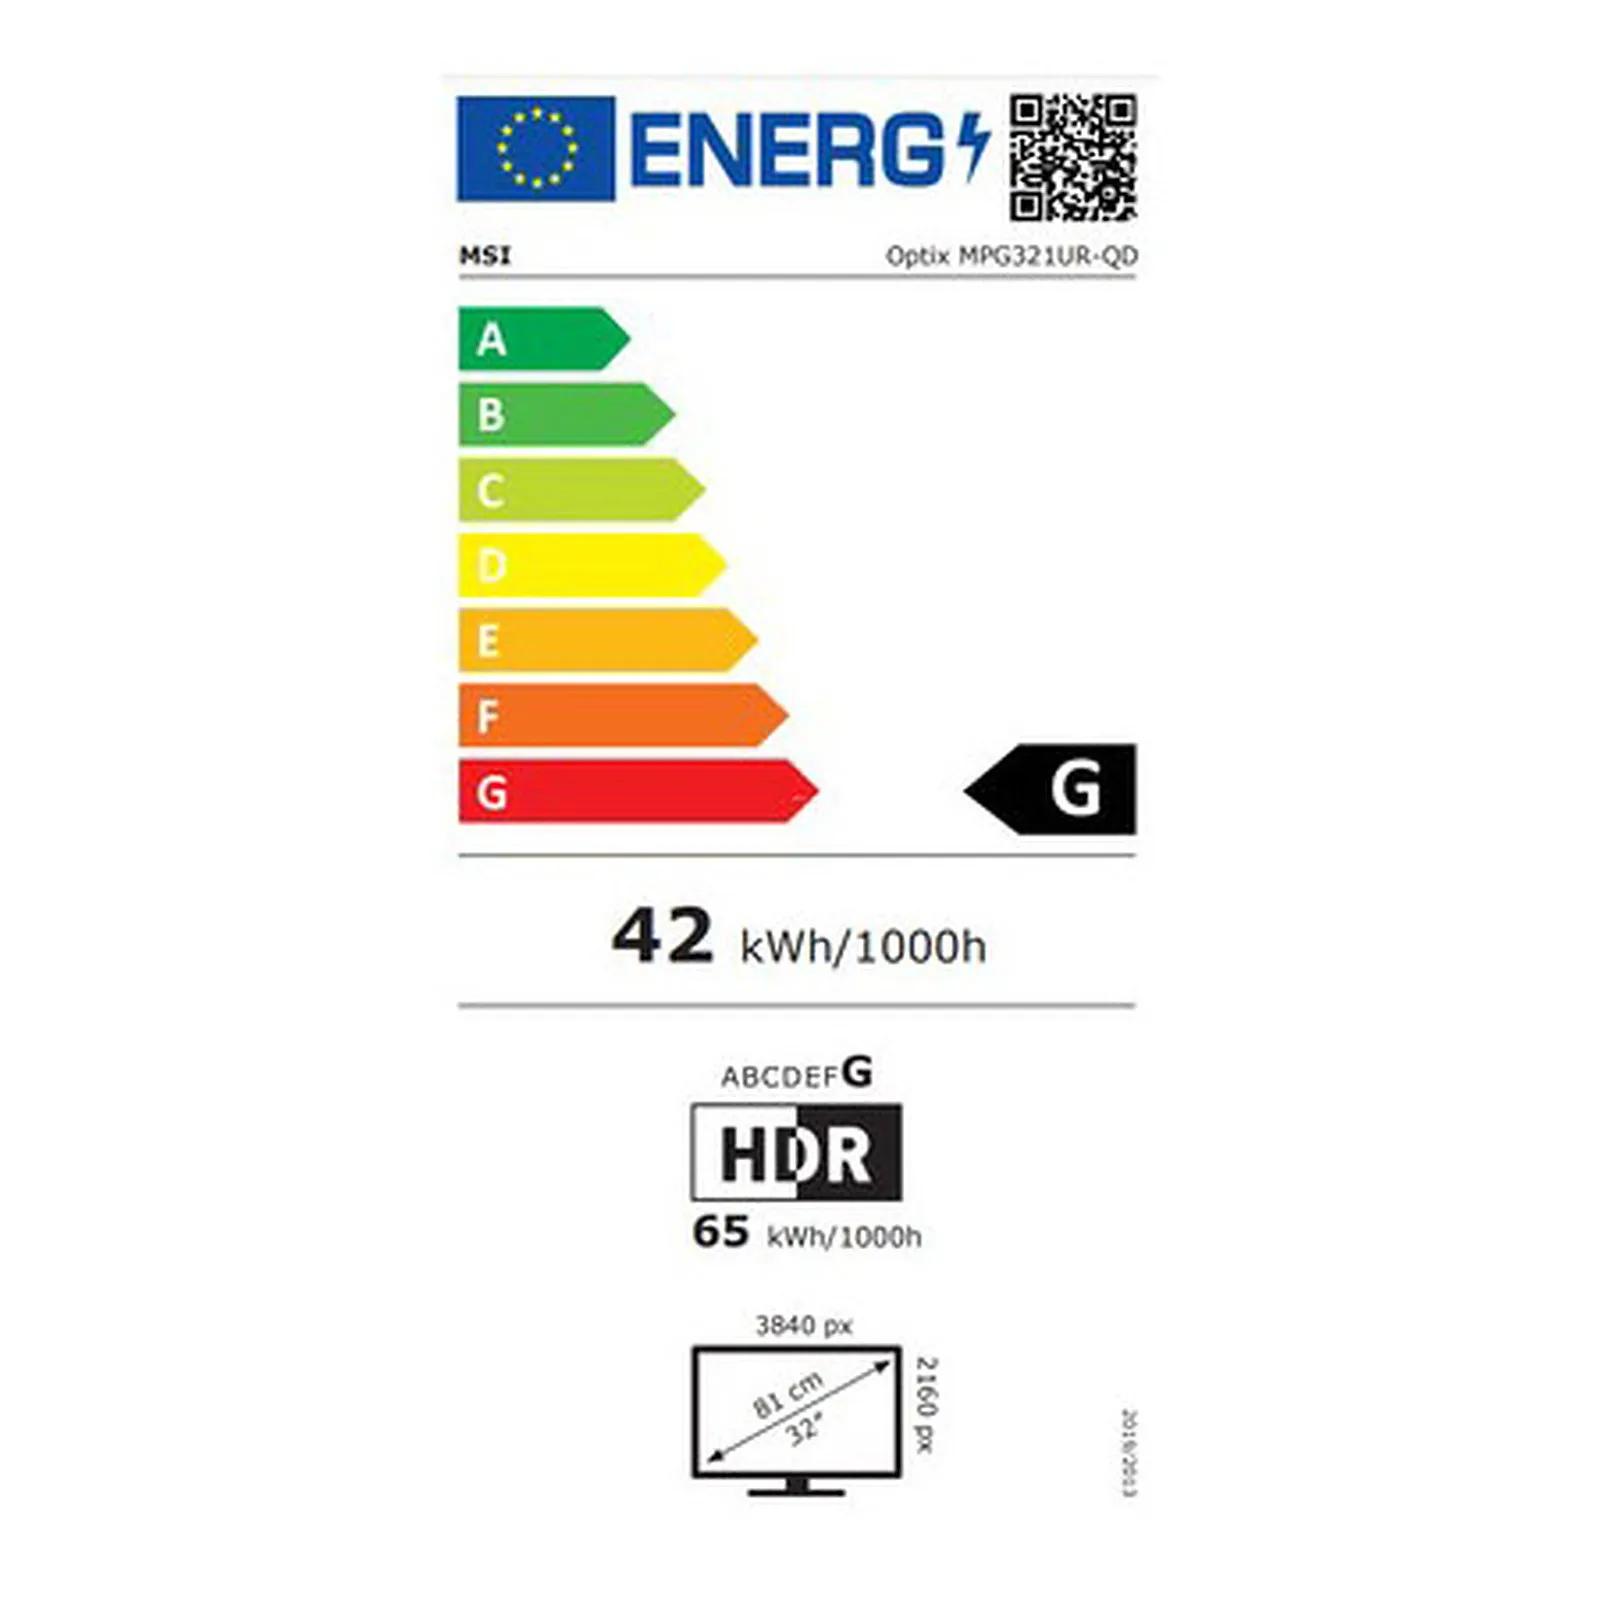 ENERG
MSI
Optix MPG321UR-QD
A
B
C
D
E
F
G
G
42 kWh/1000h
ABCDEFG
HDR
65 kWh/1000h
3840 px
2160 px
81 cm
32"
2019/2013